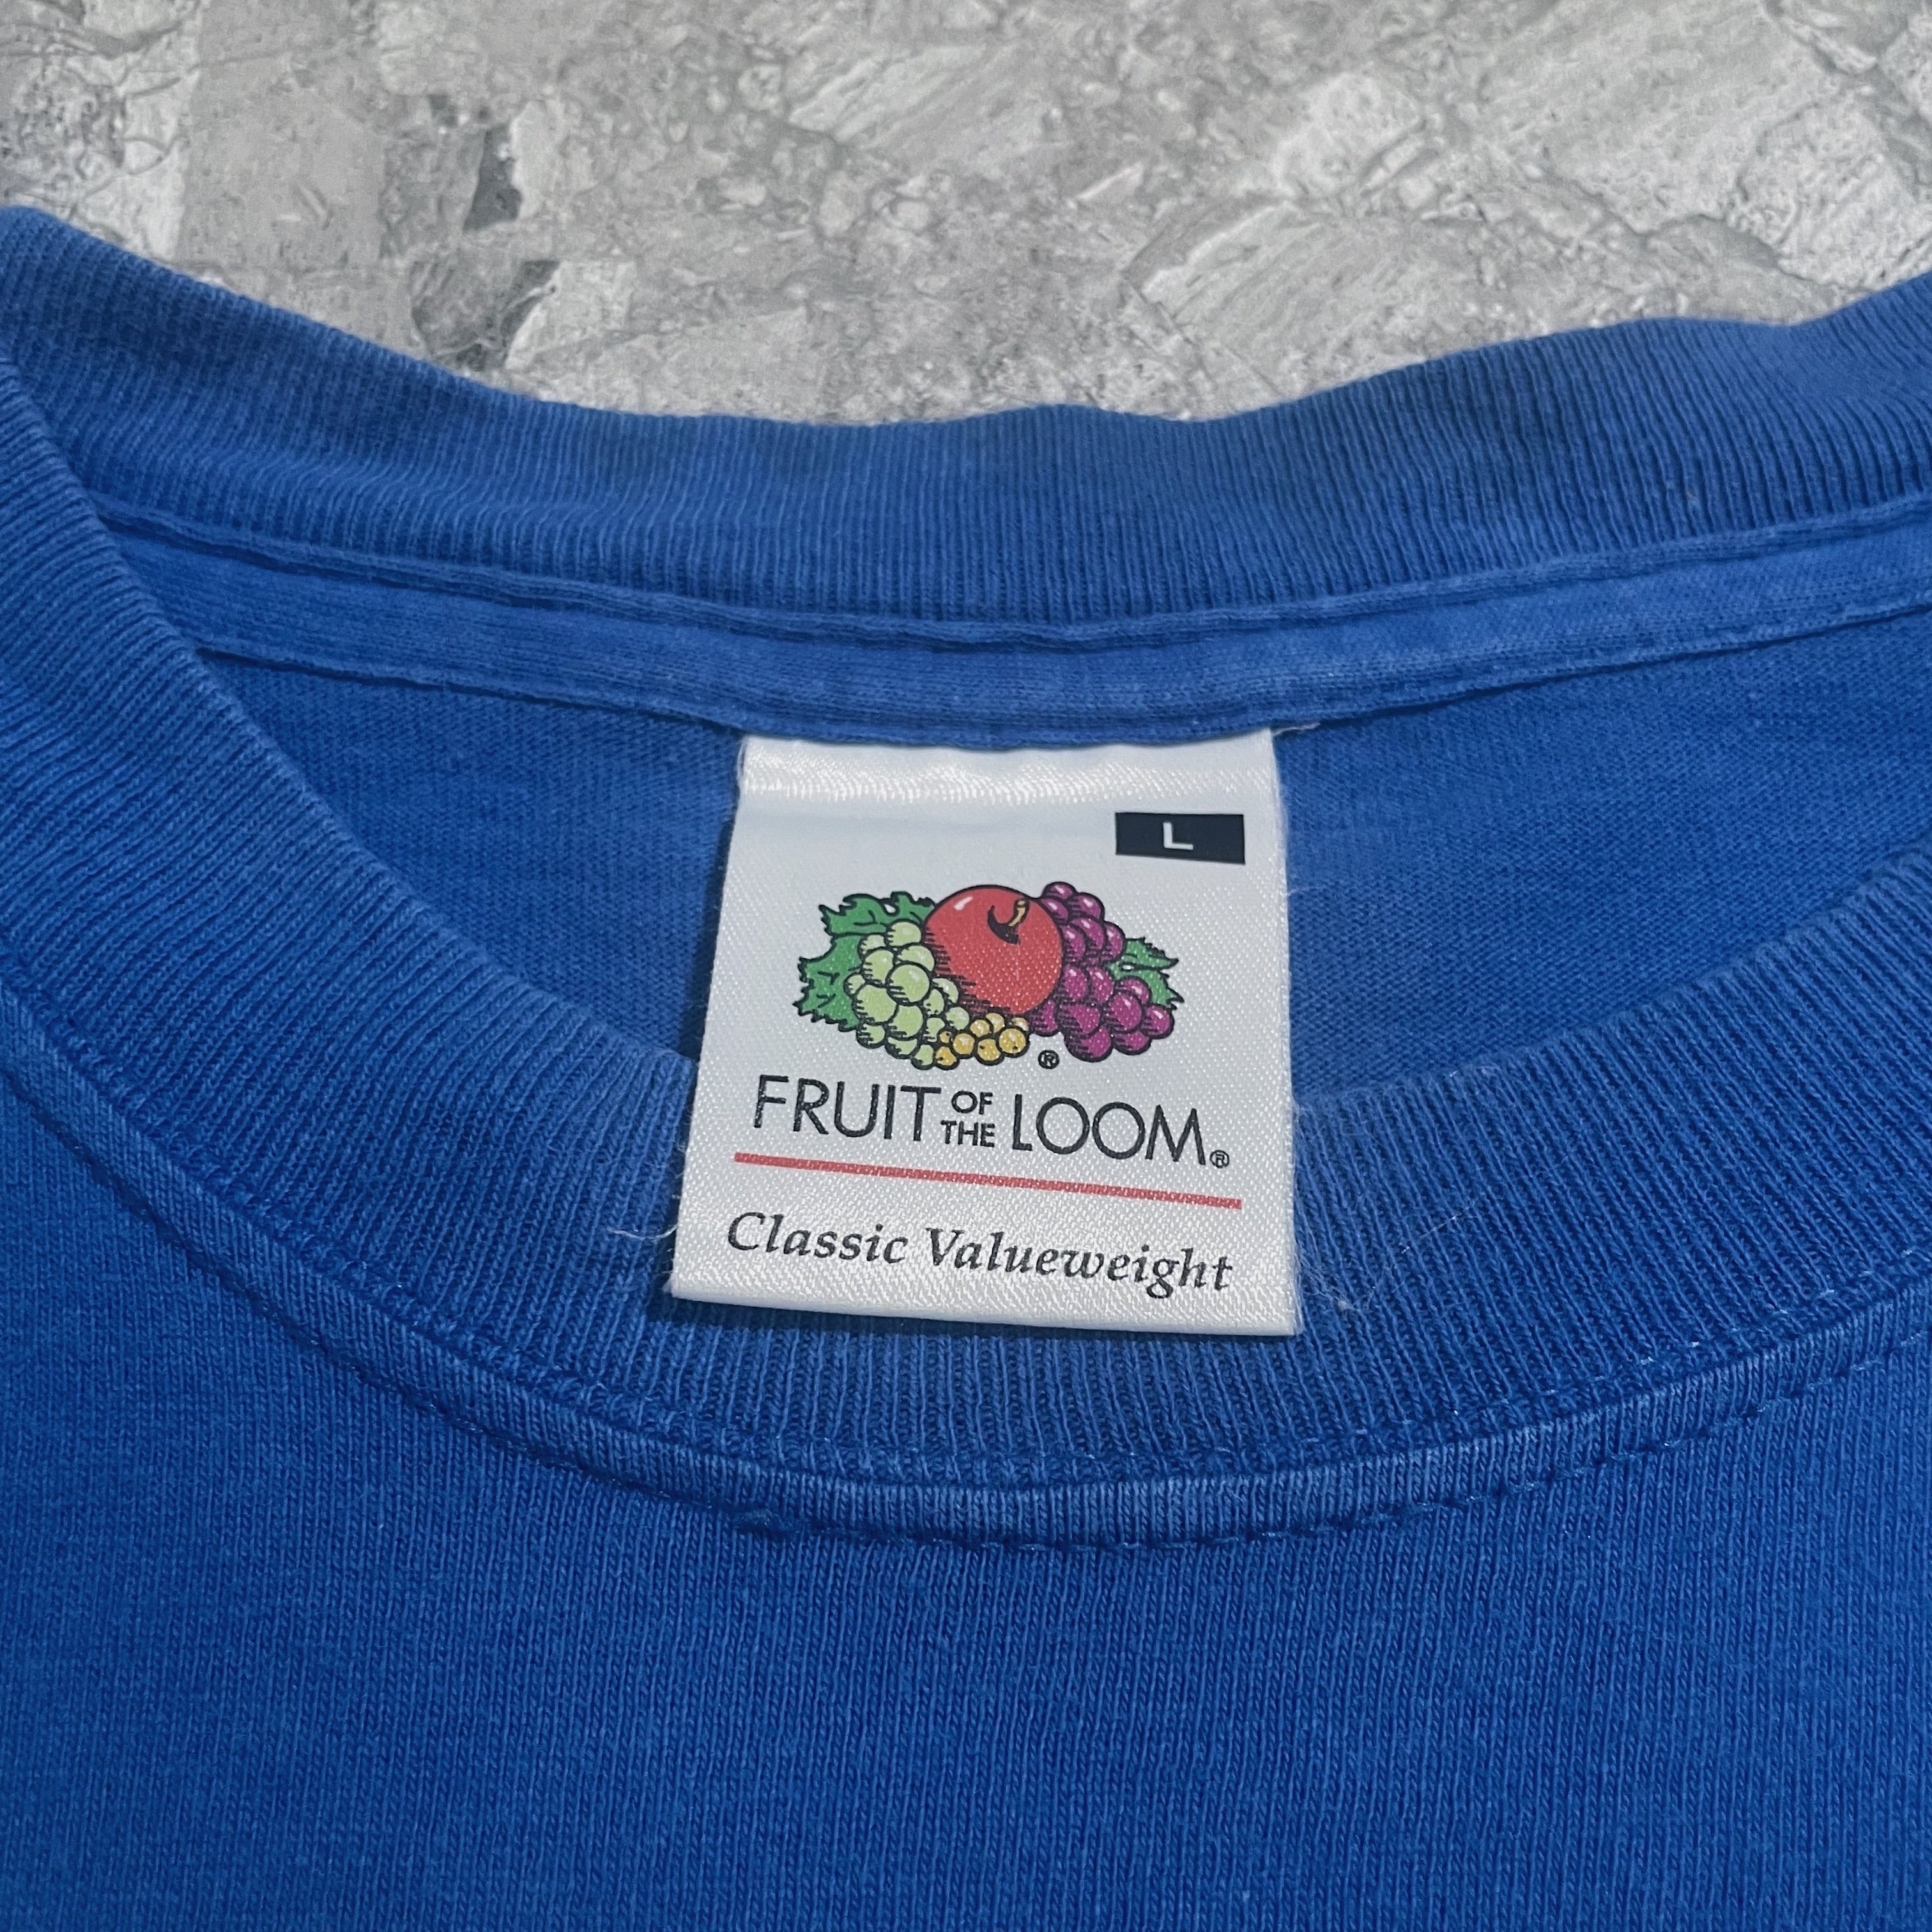 L
®
FRUIT OF THE LOOM®
Classic Valueweight